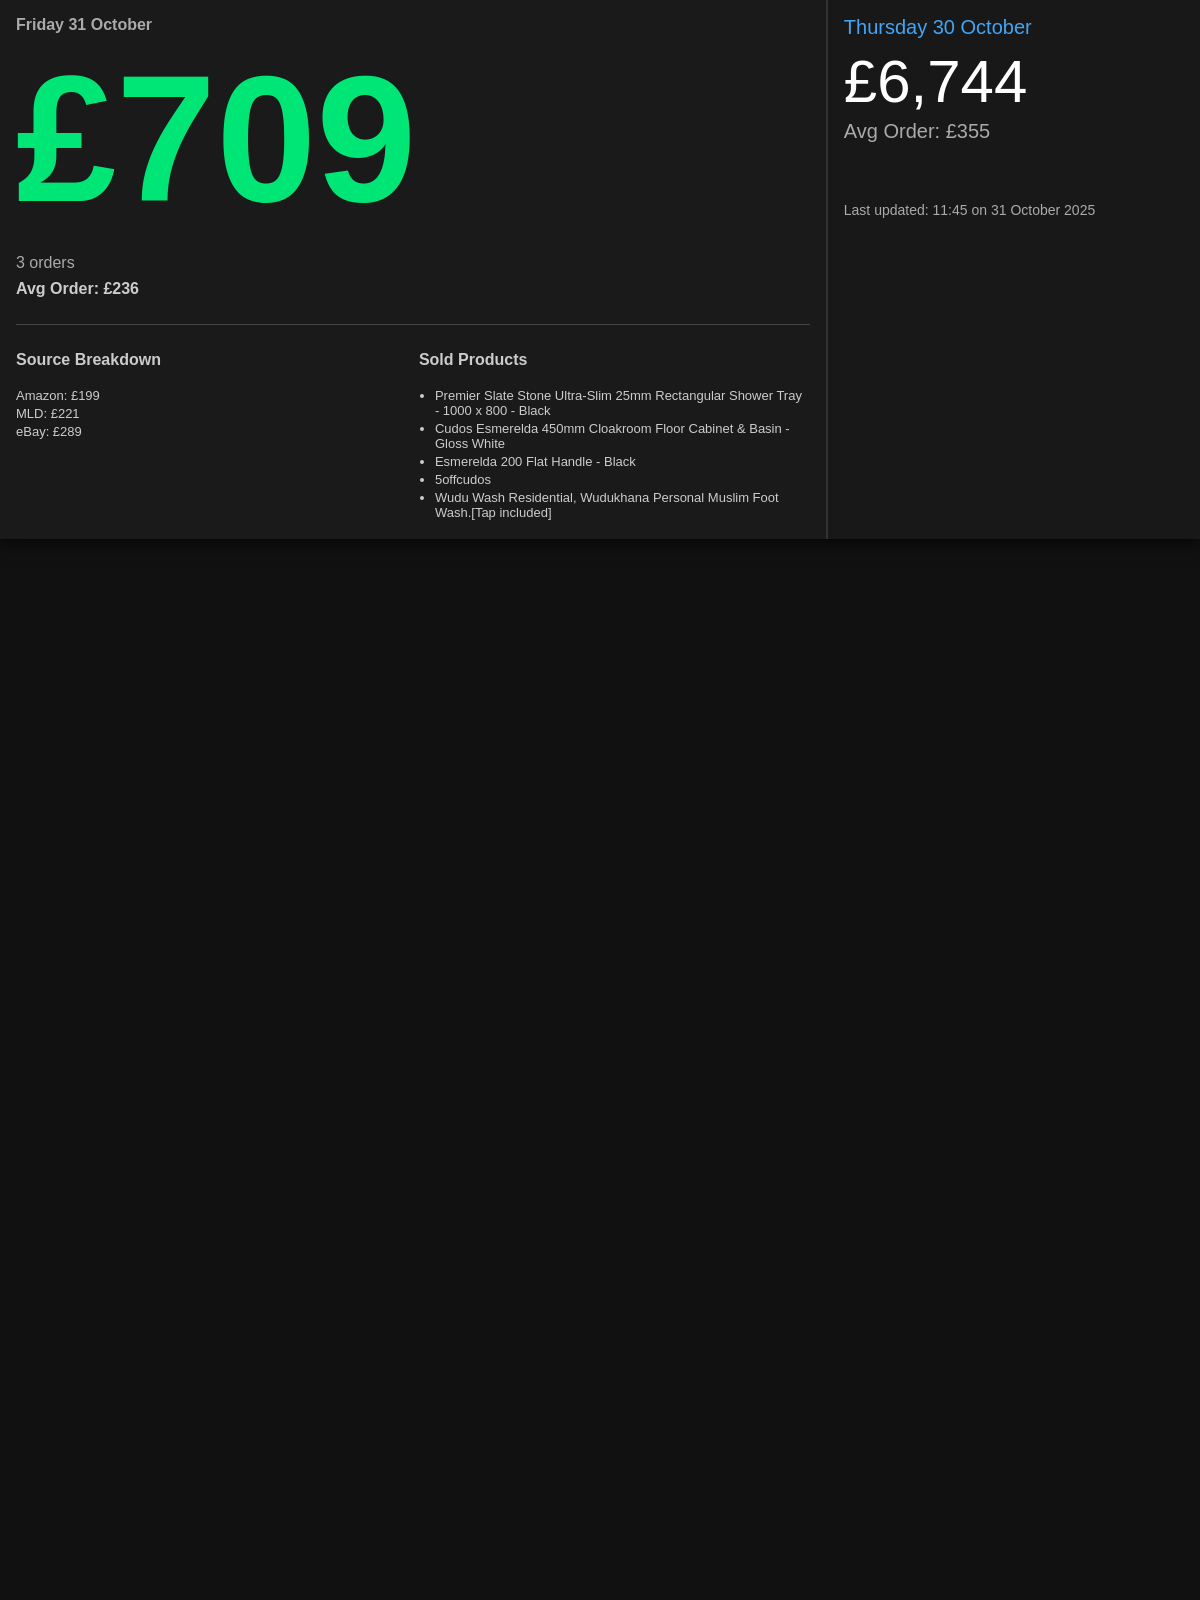 Friday 31 October
£709
3 orders
Avg Order: £236
Source Breakdown
Amazon: £199
MLD: £221
eBay: £289
Sold Products
• Premier Slate Stone Ultra-Slim 25mm Rectangular Shower Tray
- 1000 x 800 - Black
• Cudos Esmerelda 450mm Cloakroom Floor Cabinet & Basin -
Gloss White
• Esmerelda 200 Flat Handle - Black
• 5offcudos
• Wudu Wash Residential, Wudukhana Personal Muslim Foot
Wash.[Tap included]
Thursday 30 October
£6,744
Avg Order: £355
Last updated: 11:45 on 31 October 2025